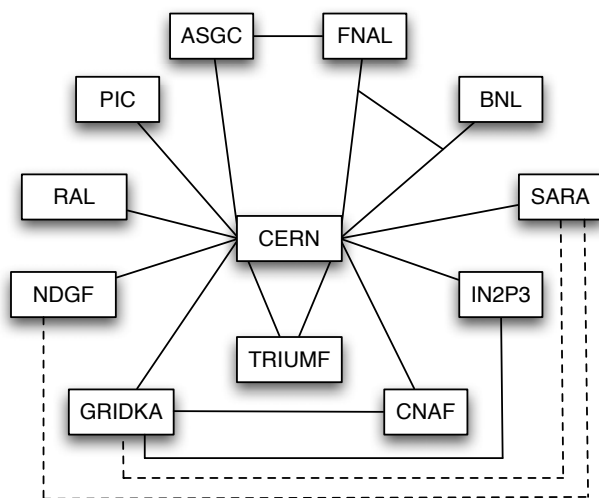 ASGC
FNAL
PIC
BNL
RAL
SARA
CERN
NDGF
IN2P3
TRIUMF
GRIDKA
CNAF